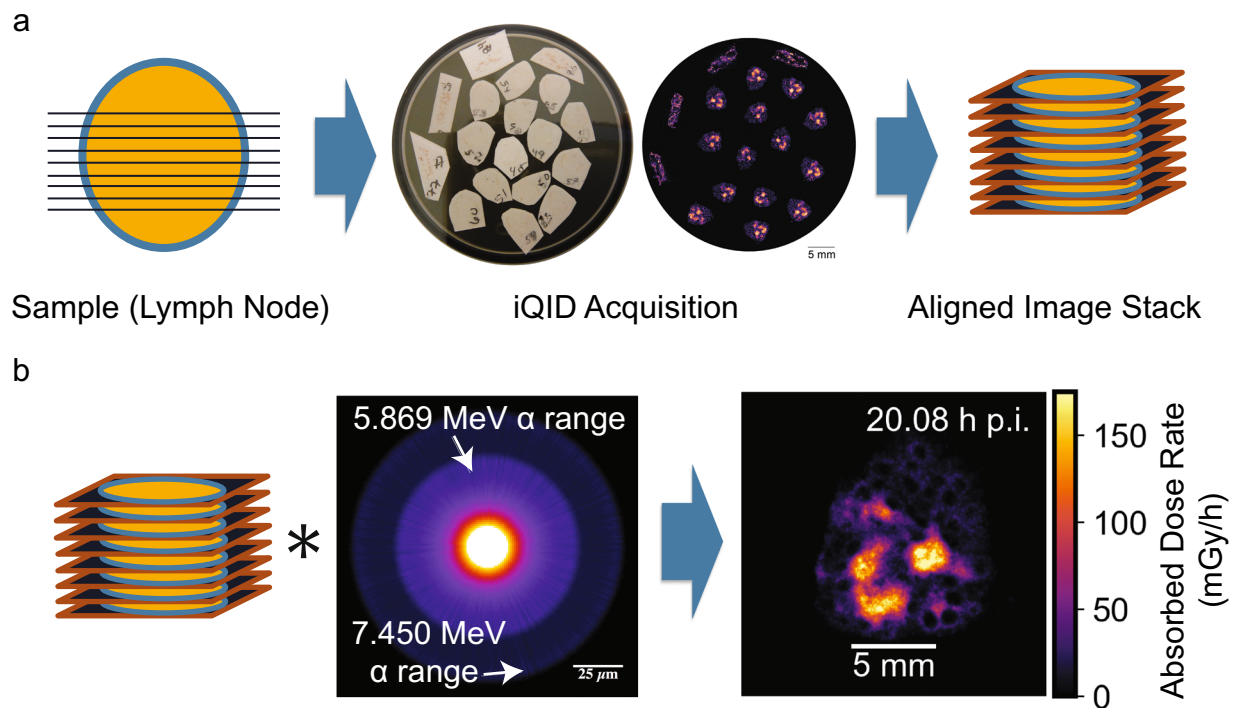 a
5 mm
Sample (Lymph Node)
iQID Acquisition
Aligned Image Stack
b
*
5.869 MeV α range
7.450 MeV
α range
25 μm
20.08 h p.i.
5 mm
150
100
50
0
Absorbed Dose Rate
(mGy/h)